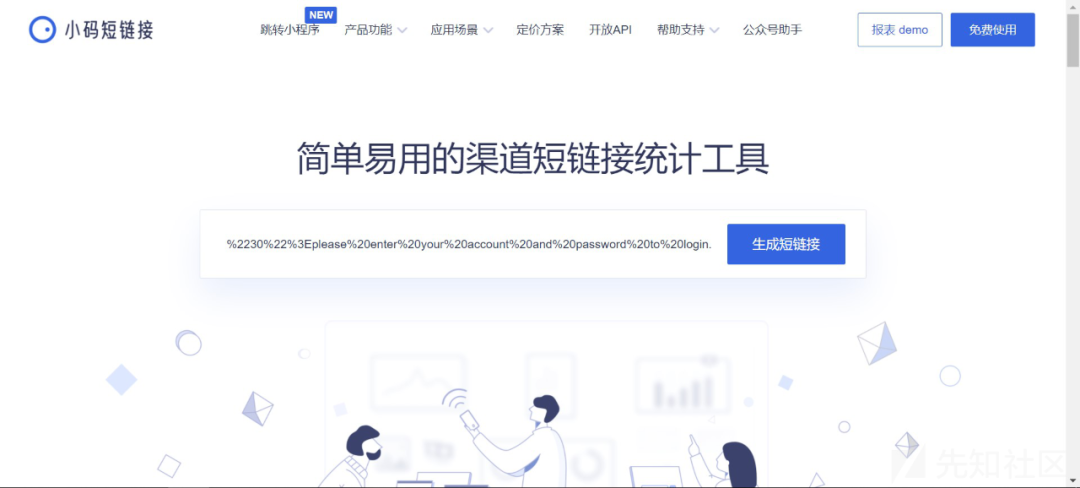 小码短链接
NEW
跳转小程序 产品功能 应用场景 定价方案 开放API 帮助支持 公众号助手 报表 demo 免费使用
简单易用的渠道短链接统计工具
%2230%22%3Eplease%20enter%20your%20account%20and%20password%20to%20login. 生成短链接
先知社区